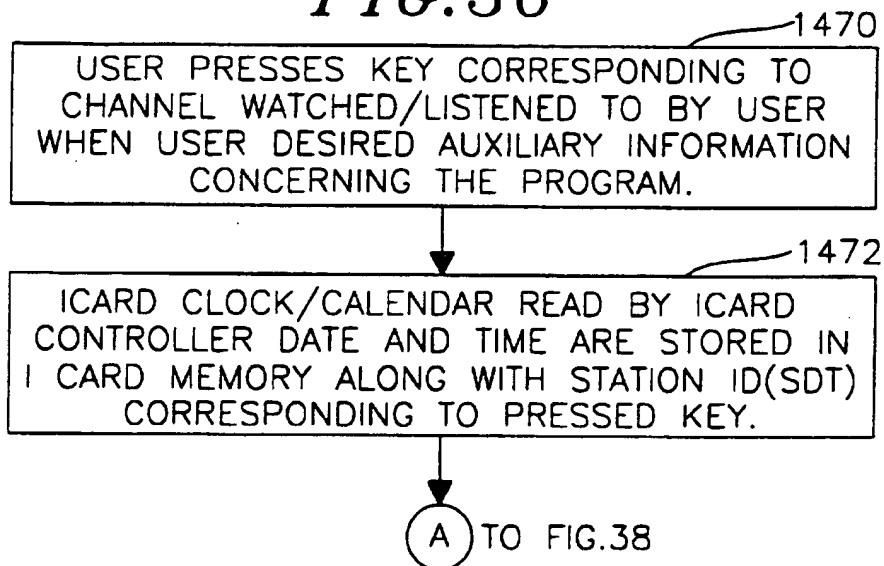 FIG.36
1470
USER PRESSES KEY CORRESPONDING TO
CHANNEL WATCHED/LISTENED TO BY USER
WHEN USER DESIRED AUXILIARY INFORMATION
CONCERNING THE PROGRAM.
1472
ICARD CLOCK/CALENDAR READ BY ICARD
CONTROLLER DATE AND TIME ARE STORED IN
I CARD MEMORY ALONG WITH STATION ID(SDT)
CORRESPONDING TO PRESSED KEY.
A TO FIG.38